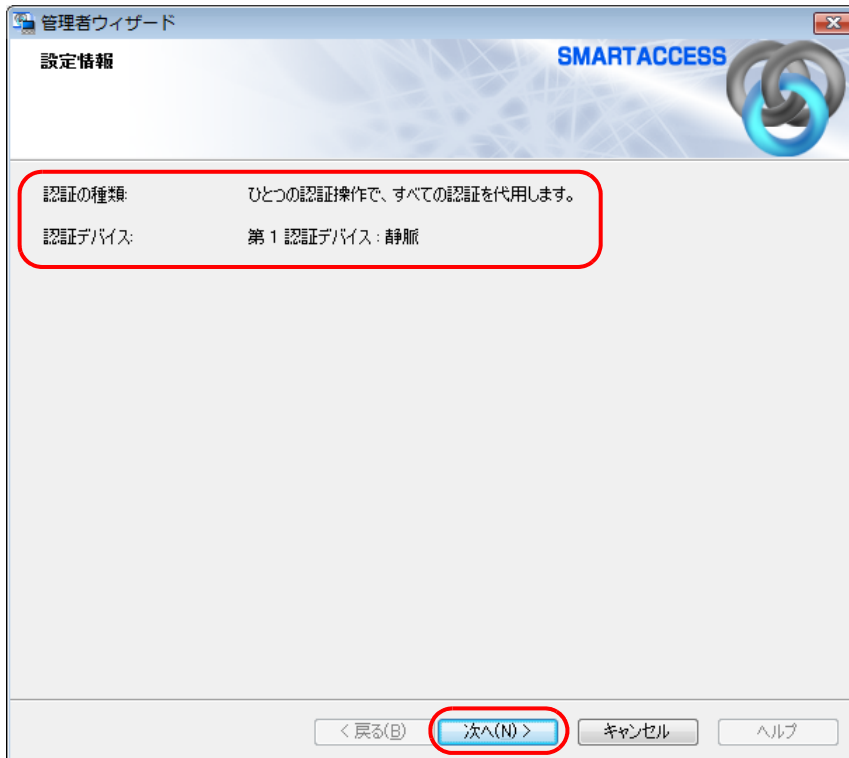 管理者ウィザード
設定情報
SMARTACCESS
認証の種類: ひとつの認証操作で、すべての認証を代用します。
認証デバイス: 第１認証デバイス：静脈
< 戻る(B) 次へ(N) > キャンセル ヘルプ